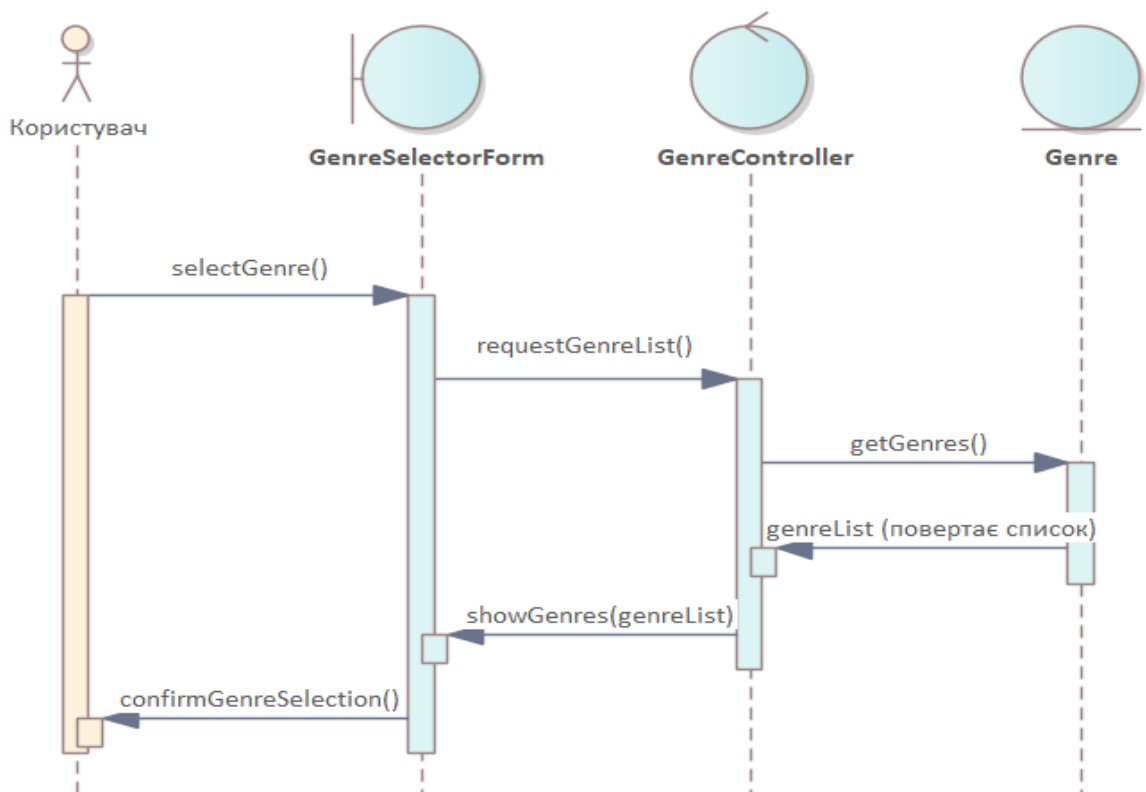 Користувач
GenreSelectorForm
GenreController
Genre
selectGenre()
requestGenreList()
getGenres()
genreList (повертає список)
showGenres(genreList)
confirmGenreSelection()